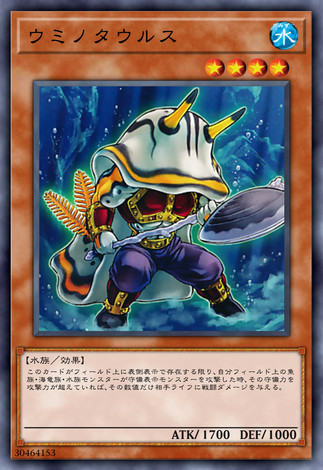 ウミノタウルス
水
【水族／効果】
このカードがフィールド上に表側表示で存在する限り、自分フィールド上の魚
族・海竜族・水族モンスターが守備表示モンスターを攻撃した時、その守備力を
攻撃力が超えていれば、その数値だけ相手ライフに戦闘ダメージを与える。
ATK/ 1700 DEF/ 1000
30464153